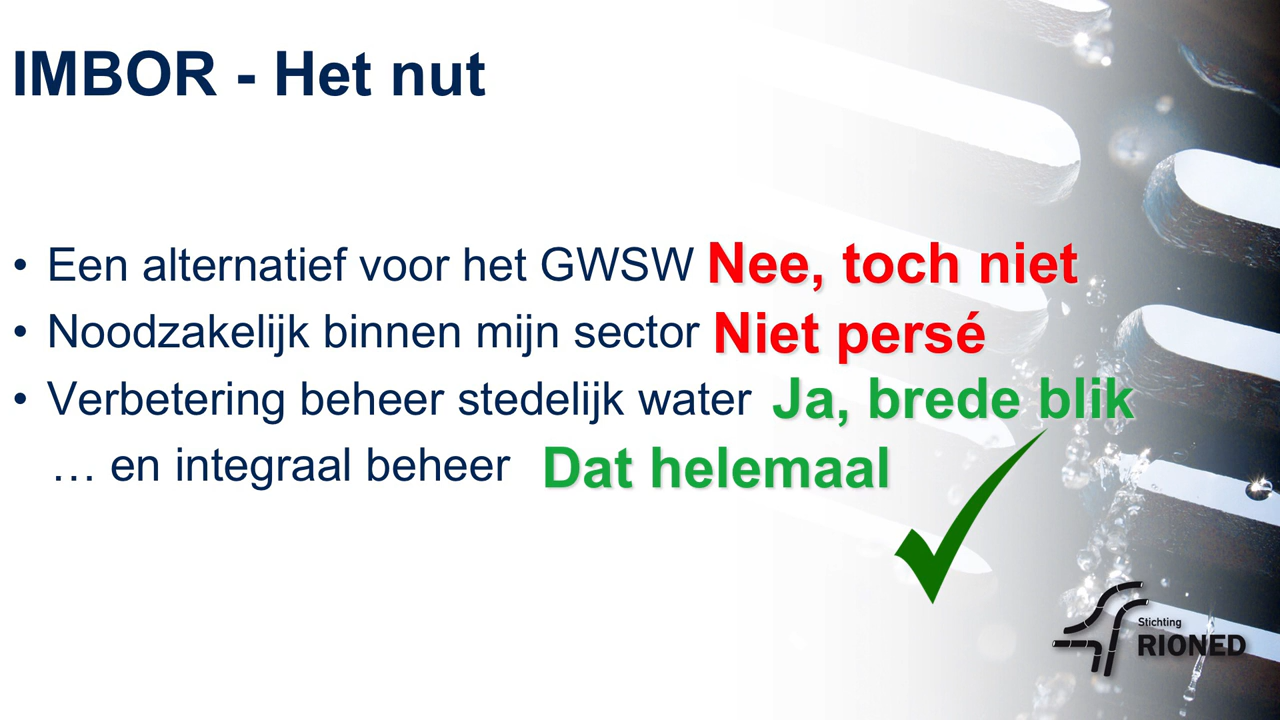 IMBOR - Het nut
• Een alternatief voor het GWSW Nee, toch niet
• Noodzakelijk binnen mijn sector Niet persé
• Verbetering beheer stedelijk water Ja, brede blik
… en integraal beheer Dat helemaal
Stichting
RIONED